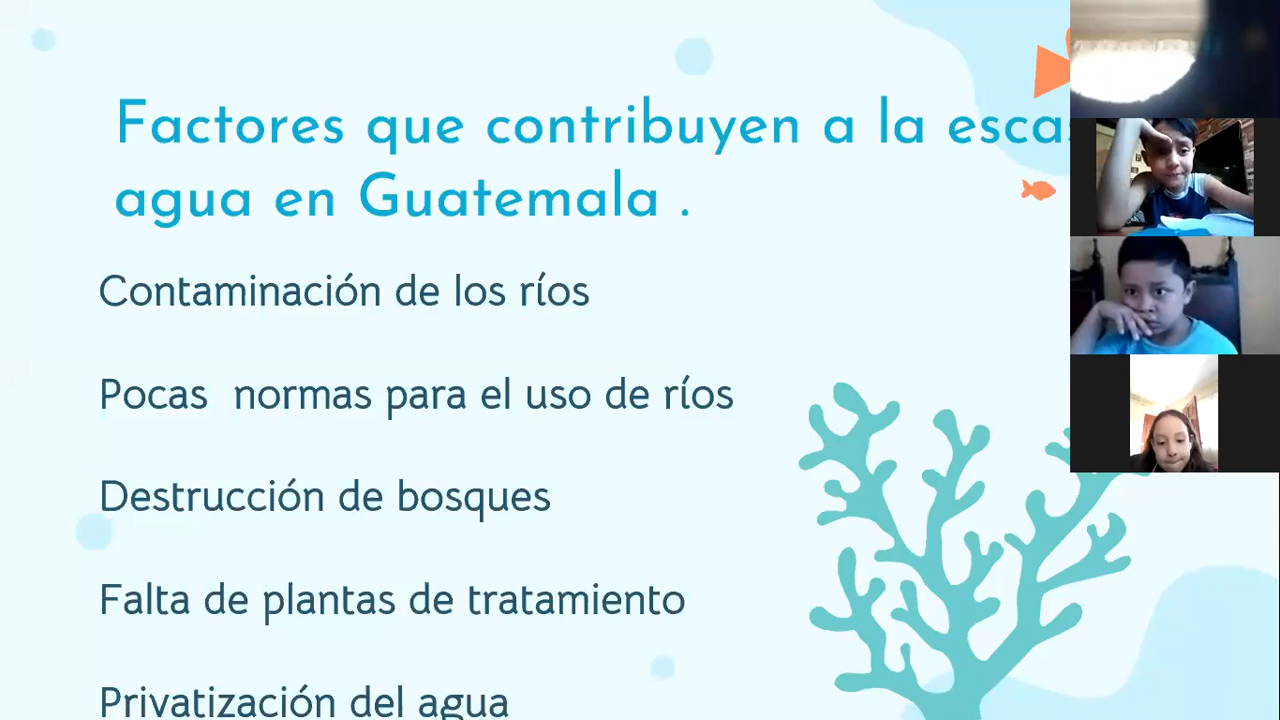 Factores que contribuyen a la
agua en Guatemala .
Contaminación de los ríos
Pocas  normas para el uso de ríos
Destrucción de bosques
Falta de plantas de tratamiento
Privatización del agua